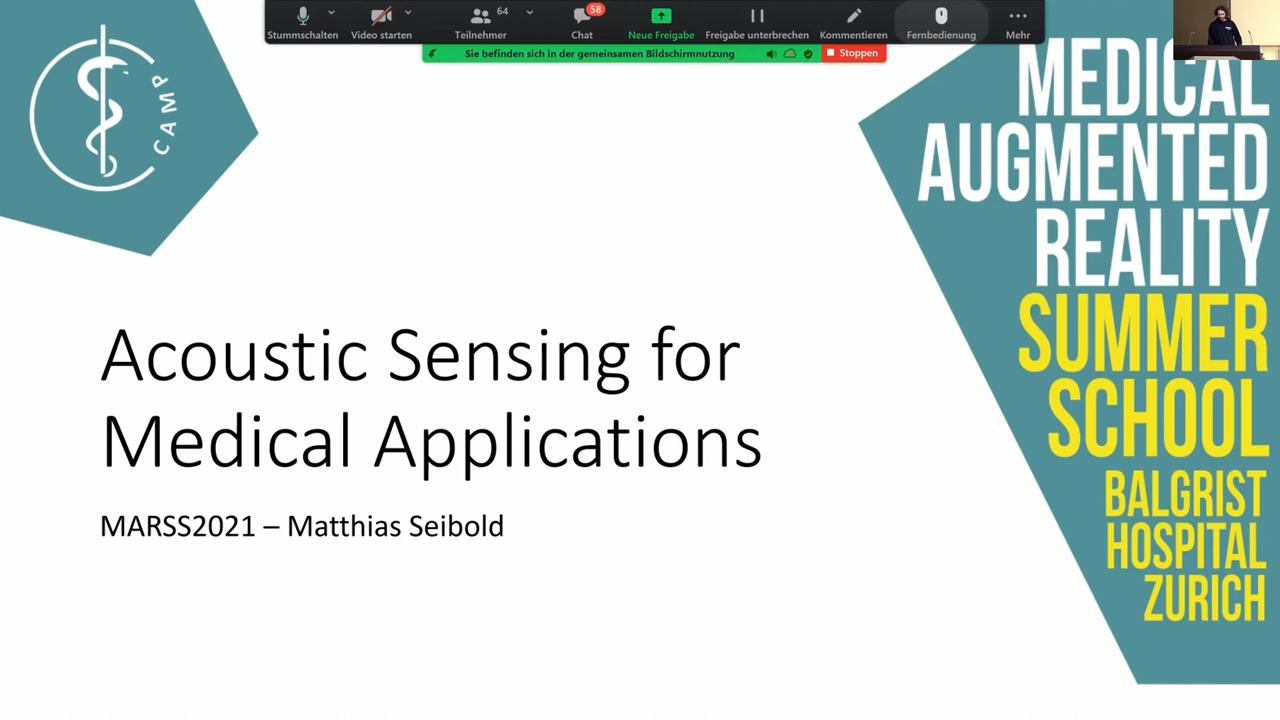 Stummschalten
Video starten
64
Teilnehmer
58
Chat
Neue Freigabe
Freigabe unterbrechen
Kommentieren
Fernbedienung
Mehr
Sie befinden sich in der gemeinsamen Bildschirmnutzung
Stoppen
CAMP
MEDICAL
AUGMENTED
REALITY
SUMMER
SCHOOL
BALGRIST
HOSPITAL
ZURICH
Acoustic Sensing for
Medical Applications
MARSS2021 – Matthias Seibold